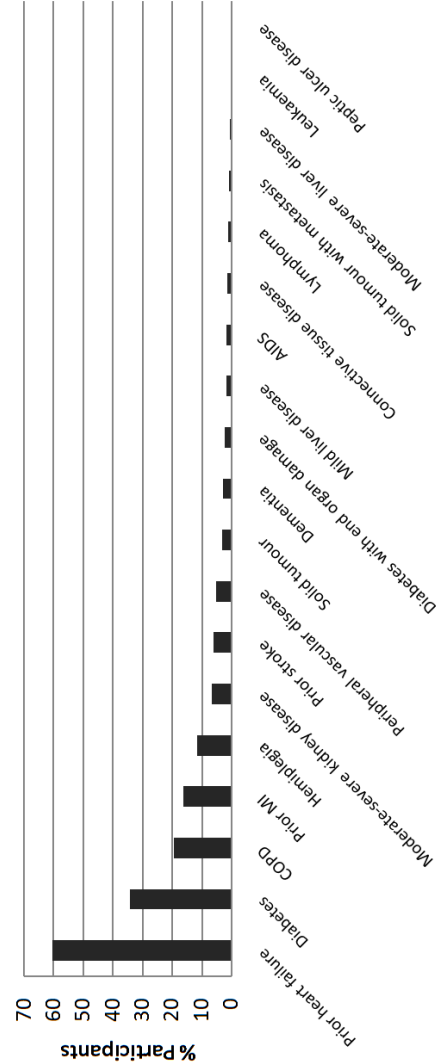 % Participants
70
60
50
40
30
20
10
0
Prior heart failure
Diabetes
COPD
Prior MI
Hemiplegia
Moderate-severe kidney disease
Prior stroke
Peripheral vascular disease
Solid tumour
Dementia
Diabetes with end organ damage
Mild liver disease
AIDS
Connective tissue disease
Lymphoma
Solid tumour with metastasis
Moderate-severe liver disease
Leukaemia
Peptic ulcer disease